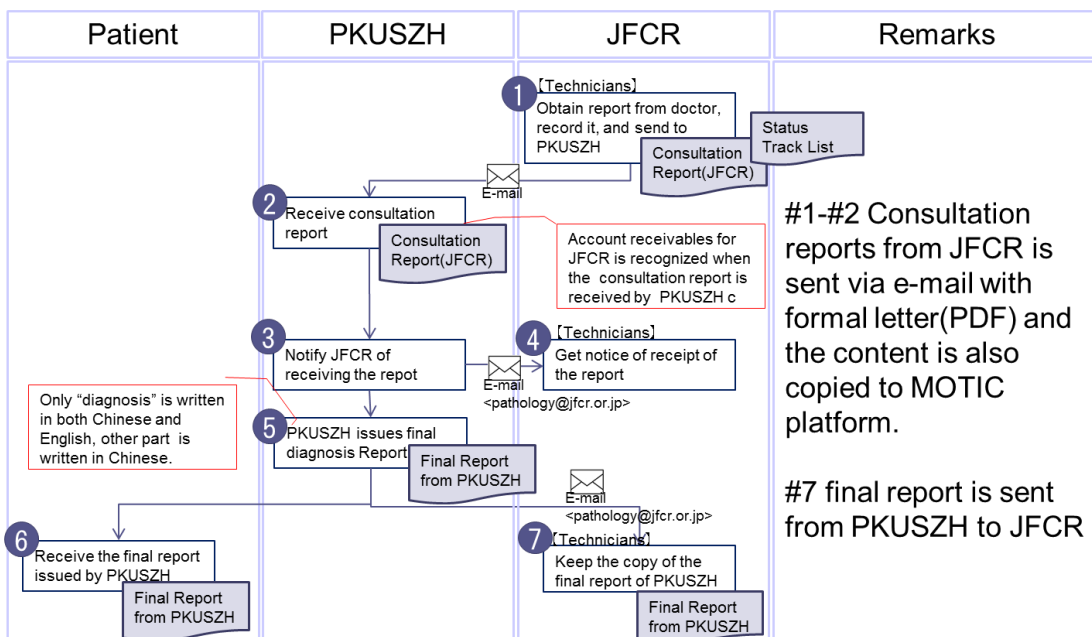 Patient
PKUSZH
JFCR
Remarks
1
【Technicians】
Obtain report from doctor,
record it, and send to
PKUSZH
Status
Track List
Consultation
Report(JFCR)
E-mail
2
Receive consultation
report
Consultation
Report(JFCR)
Account receivables for
JFCR is recognized when
the consultation report is
received by PKUSZH c
3
Notify JFCR of
receiving the repot
E-mail
<pathology@jfcr.or.jp>
4
【Technicians】
Get notice of receipt of
the report
Only “diagnosis” is written
in both Chinese and
English, other part is
written in Chinese.
5
PKUSZH issues final
diagnosis Report
Final Report
from PKUSZH
E-mail
<pathology@jfcr.or.jp>
6
Receive the final report
issued by PKUSZH
Final Report
from PKUSZH
7
【Technicians】
Keep the copy of the
final report of PKUSZH
Final Report
from PKUSZH
#1-#2 Consultation
reports from JFCR is
sent via e-mail with
formal letter(PDF) and
the content is also
copied to MOTIC
platform.
#7 final report is sent
from PKUSZH to JFCR